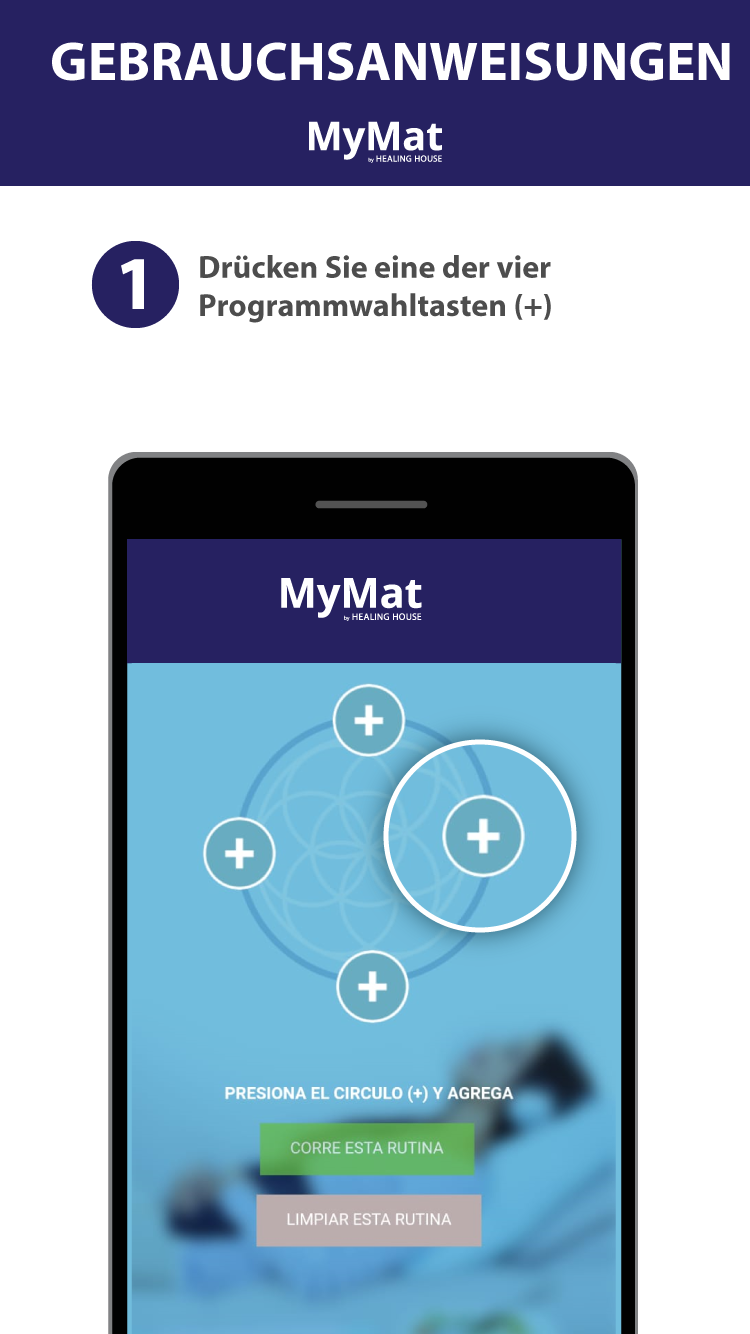 GEBRAUCHSANWEISUNGEN
MyMat
by HEALING HOUSE
1
Drücken Sie eine der vier
Programmwahltasten (+)
MyMat
by HEALING HOUSE
+
+
+
+
PRESIONA EL CIRCULO (+) Y AGREGA
CORRE ESTA RUTINA
LIMPIAR ESTA RUTINA